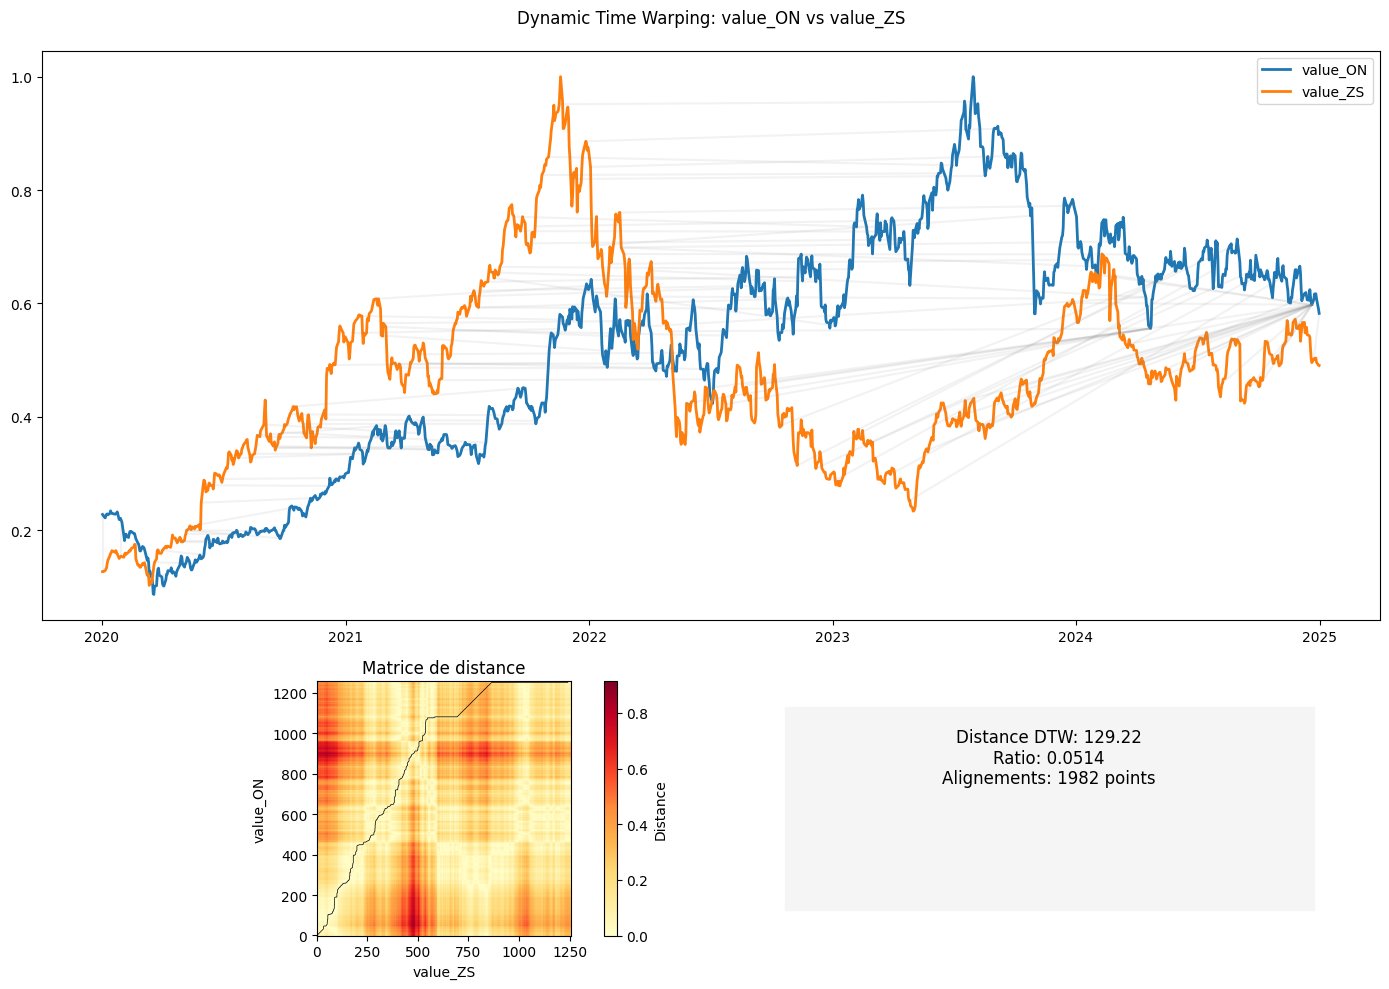 Dynamic Time Warping: value_ON vs value_ZS
value_ON
value_ZS
1.0
0.8
0.6
0.4
0.2
2020 2021 2022 2023 2024 2025
Matrice de distance
1200
1000
800
600
400
200
0
value_ON
0 250 500 750 1000 1250
value_ZS
0.8
0.6
0.4
0.2
0.0
Distance
Distance DTW: 129.22
Ratio: 0.0514
Alignements: 1982 points